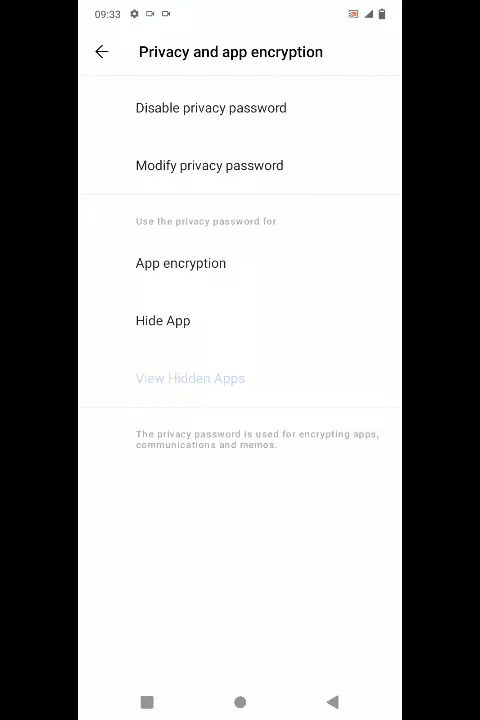 09:33
Privacy and app encryption
Disable privacy password
Modify privacy password
Use the privacy password for
App encryption
Hide App
View Hidden Apps
The privacy password is used for encrypting apps,
communications and memos.